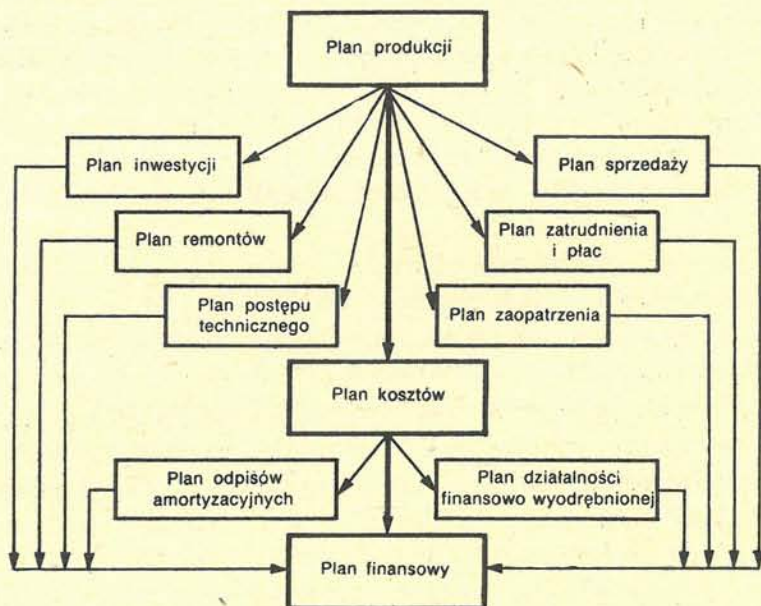 Plan produkcji
Plan inwestycji
Plan sprzedaży
Plan remontów
Plan zatrudnienia
i płac
Plan postępu
technicznego
Plan zaopatrzenia
Plan kosztów
Plan odpisów
amortyzacyjnych
Plan działalności
finansowo wyodrębnionej
Plan finansowy